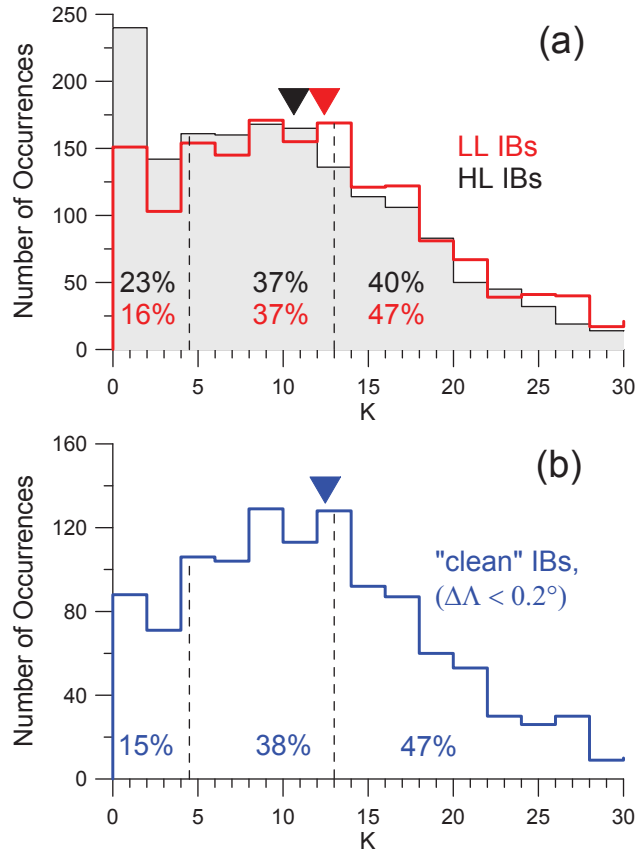 250
200
150
100
50
0
Number of Occurrences
(a)
LL IBs
HL IBs
23% 37% 40%
16% 37% 47%
0 5 10 15 20 25 30
K
160
120
80
40
0
Number of Occurrences
(b)
"clean" IBs,
(ΔΛ < 0.2°)
15% 38% 47%
0 5 10 15 20 25 30
K